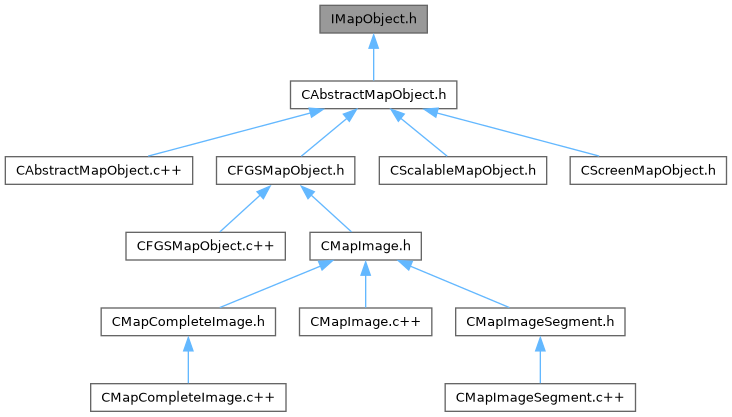 IMapObject.h
CAbstractMapObject.h
CAbstractMapObject.c++
CFGSMapObject.h
CScalableMapObject.h
CScreenMapObject.h
CFGSMapObject.c++
CMapImage.h
CMapCompleteImage.h
CMapImage.c++
CMapImageSegment.h
CMapCompleteImage.c++
CMapImageSegment.c++